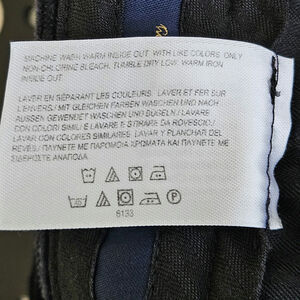 MACHINE WASH WARM INSIDE OUT WITH LIKE COLORS. ONLY
NON-CHLORINE BLEACH. TUMBLE DRY LOW. WARM IRON
INSIDE OUT.
LAVER EN SÉPARANT LES COULEURS. LAVER ET FER SUR
L'ENVERS / MIT GLEICHEN FARBEN WASCHEN UND NACH
AUSSEN GEWENDET WASCHEN UND BÜGELN / LAVARE
CON COLORI SIMILI E LAVARE E STIRARE DA ROVESCIO /
LAVAR CON COLORES SIMILARES. LAVAR Y PLANCHAR DEL
REVÉS / ΠΛΥΝΕΤΕ ΜΕ ΠΑΡΟΜΟΙΑ ΧΡΩΜΑΤΑ ΚΑΙ ΠΛΥΝΕΤΕ ΜΕ
ΣΙΔΕΡΩΣΤΕ ΑΝΑΠΟΔΑ.
6133